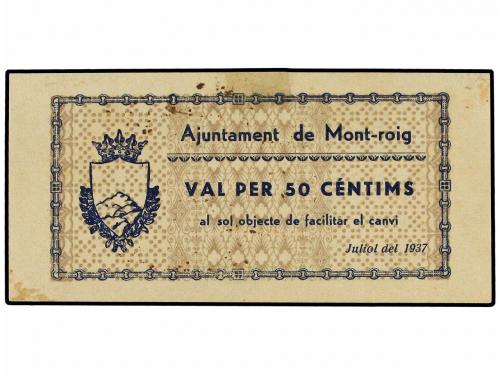 Ajuntament de Mont-roig
VAL PER 50 CÉNTIMS
al sol objecte de facilitar el canvi
Juliol del 1937